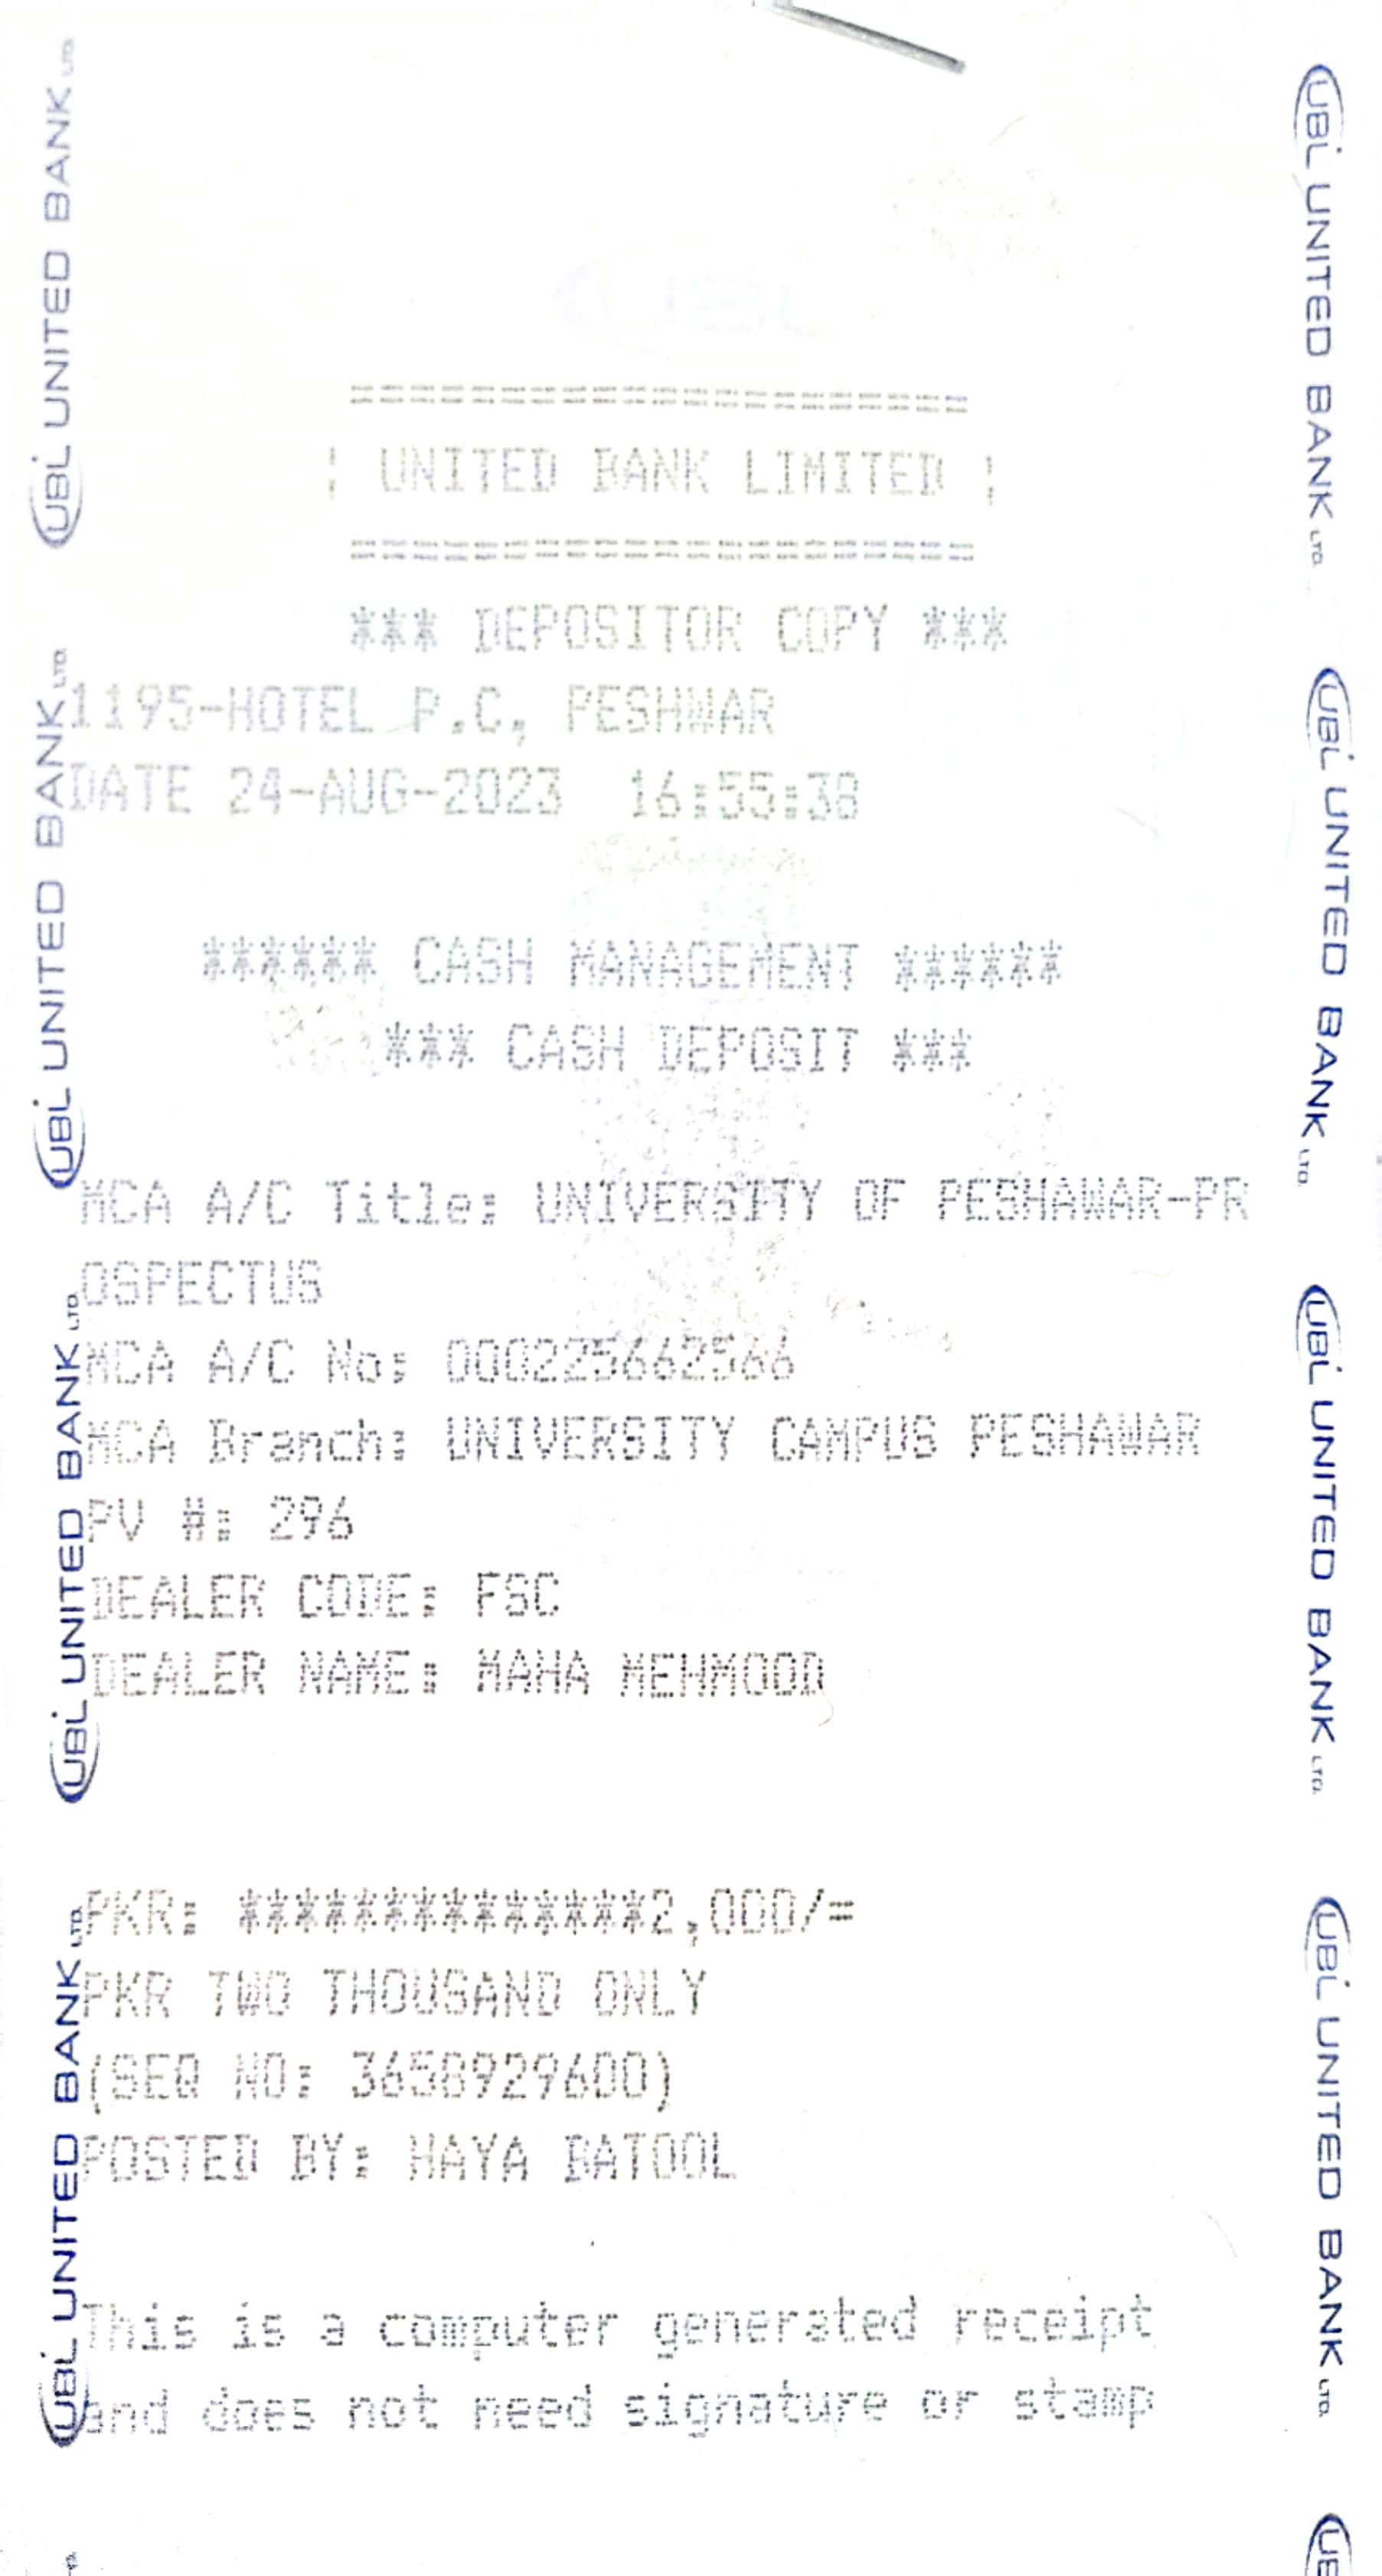 ====================
| UNITED BANK LIMITED |
====================
*** DEPOSITOR COPY ***
1195-HOTEL P.C, PESHWAR
DATE 24-AUG-2023 16:55:38
****** CASH MANAGEMENT ******
*** CASH DEPOSIT ***
MCA A/C Title: UNIVERSITY OF PESHAWAR-PR
OSPECTUS
MCA A/C No: 000225662566
MCA Branch: UNIVERSITY CAMPUS PESHAWAR
PV #: 296
DEALER CODE: FSC
DEALER NAME: MAHA MEHMOOD
PKR: **************2,000/=
PKR TWO THOUSAND ONLY
(SEQ NO: 3658929600)
POSTED BY: HAYA BATOOL
This is a computer generated receipt
and does not need signature or stamp
UBL UNITED BANK LTD.
UBL UNITED BANK LTD.
UBL UNITED BANK LTD.
UBL UNITED BANK LTD.
UBL UNITED BANK LTD.
UBL UNITED BANK LTD.
UBL UNITED BANK LTD.
UBL UNITED BANK LTD.